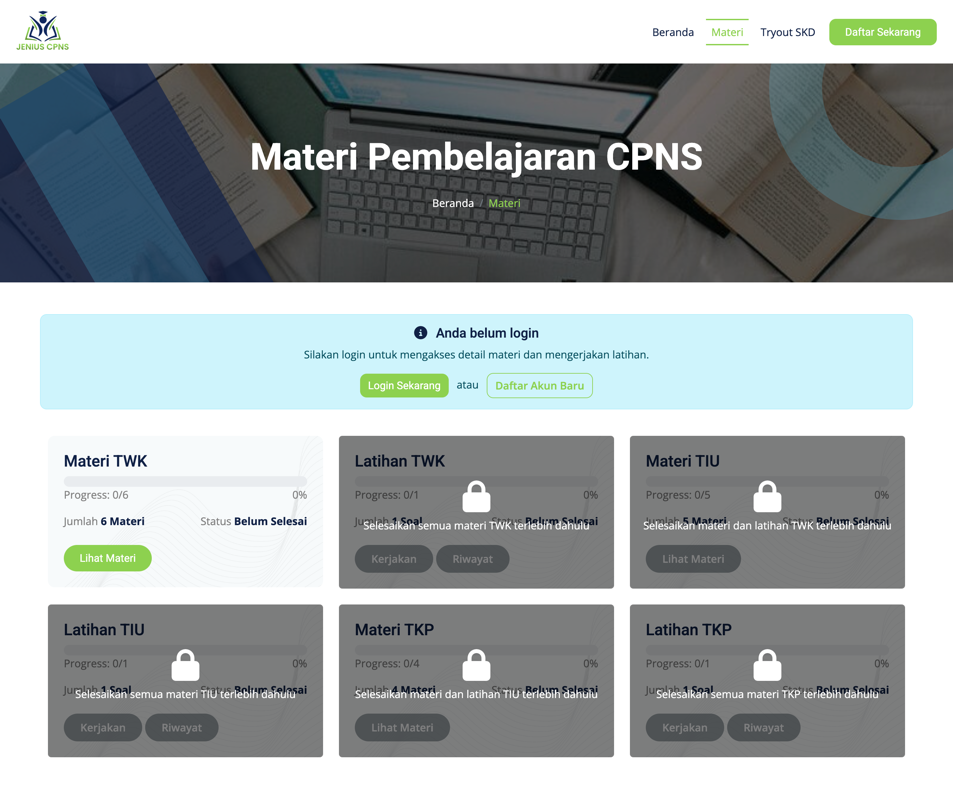 JENIUS CPNS
Beranda Materi Tryout SKD Daftar Sekarang
Materi Pembelajaran CPNS
Beranda / Materi
Anda belum login
Silakan login untuk mengakses detail materi dan mengerjakan latihan.
Login Sekarang atau Daftar Akun Baru
Materi TWK
Progress: 0/6 0%
Jumlah 6 Materi Status Belum Selesai
Lihat Materi
Latihan TWK
Progress: 0/1 0%
Jumlah 1 Soal Status Belum Selesai
Selesaikan semua materi TWK terlebih dahulu
Kerjakan Riwayat
Materi TIU
Progress: 0/5 0%
Jumlah 5 Materi Status Belum Selesai
Selesaikan materi dan latihan TWK terlebih dahulu
Lihat Materi
Latihan TIU
Progress: 0/1 0%
Jumlah 1 Soal Status Belum Selesai
Selesaikan semua materi TIU terlebih dahulu
Kerjakan Riwayat
Materi TKP
Progress: 0/4 0%
Jumlah 4 Materi Status Belum Selesai
Selesaikan materi dan latihan TIU terlebih dahulu
Lihat Materi
Latihan TKP
Progress: 0/1 0%
Jumlah 1 Soal Status Belum Selesai
Selesaikan semua materi TKP terlebih dahulu
Kerjakan Riwayat